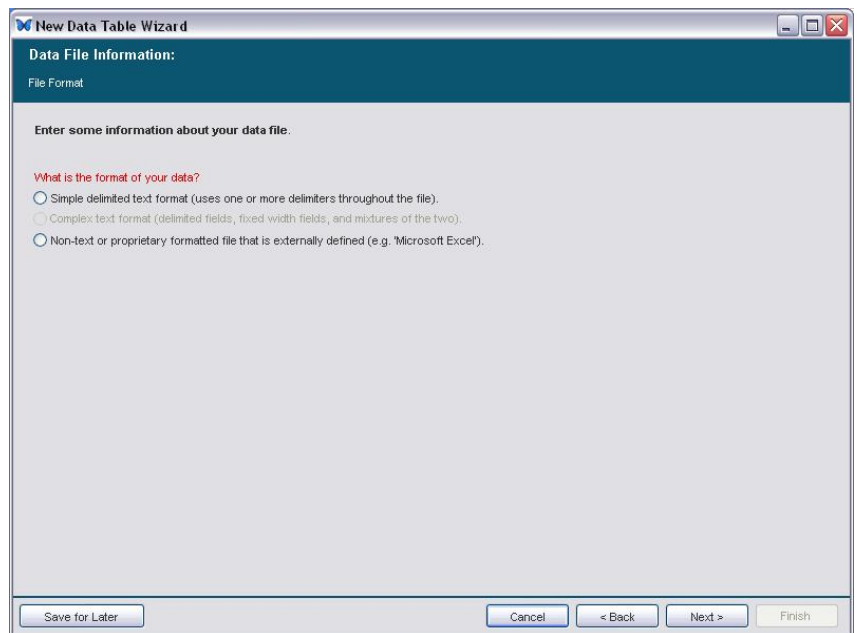 New Data Table Wizard
Data File Information:
File Format
Enter some information about your data file.
What is the format of your data?
Simple delimited text format (uses one or more delimiters throughout the file).
Complex text format (delimited fields, fixed width fields, and mixtures of the two).
Non-text or proprietary formatted file that is externally defined (e.g. 'Microsoft Excel').
Save for Later
Cancel
< Back
Next >
Finish